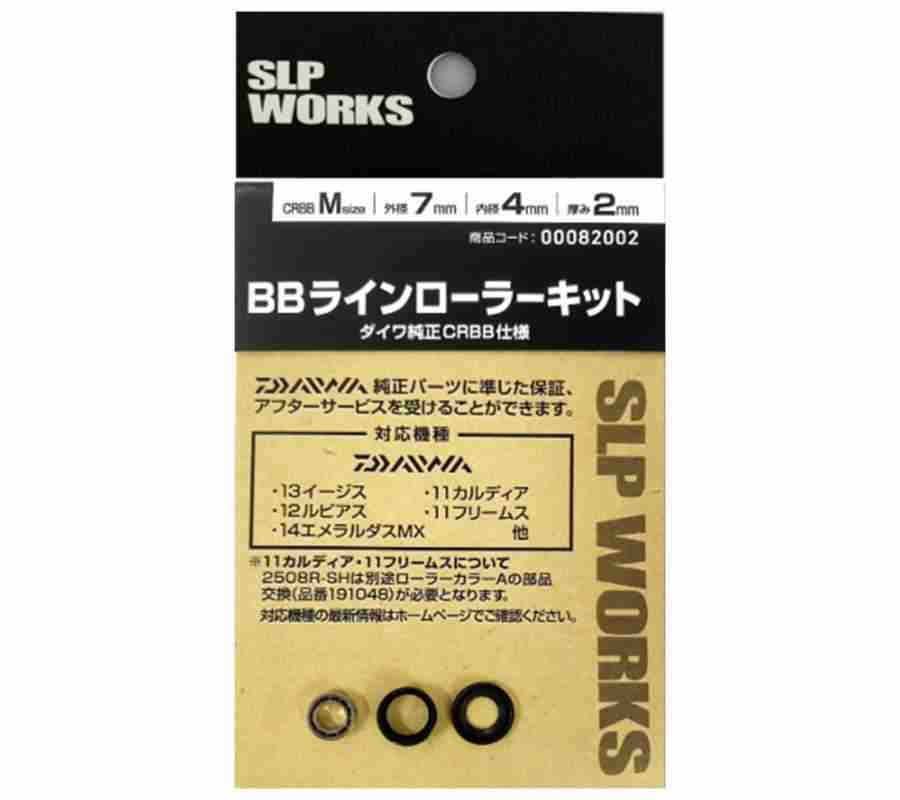 SLP
WORKS
CRBB Msize 外径7mm 内径4mm 厚み2mm
商品コード：00082002
BBラインローラーキット
ダイワ純正CRBB仕様
DAIWA 純正パーツに準じた保証、
アフターサービスを受けることができます。
対応機種
DAIWA
・13イージス ・11カルディア
・12ルビアス ・11フリームス
・14エメラルダスMX 他
※11カルディア・11フリームスについて
2508R-SHは別途ローラーカラーAの部品
交換(品番191048)が必要となります。
対応機種の最新情報はホームページでご確認ください。
SLP WORKS